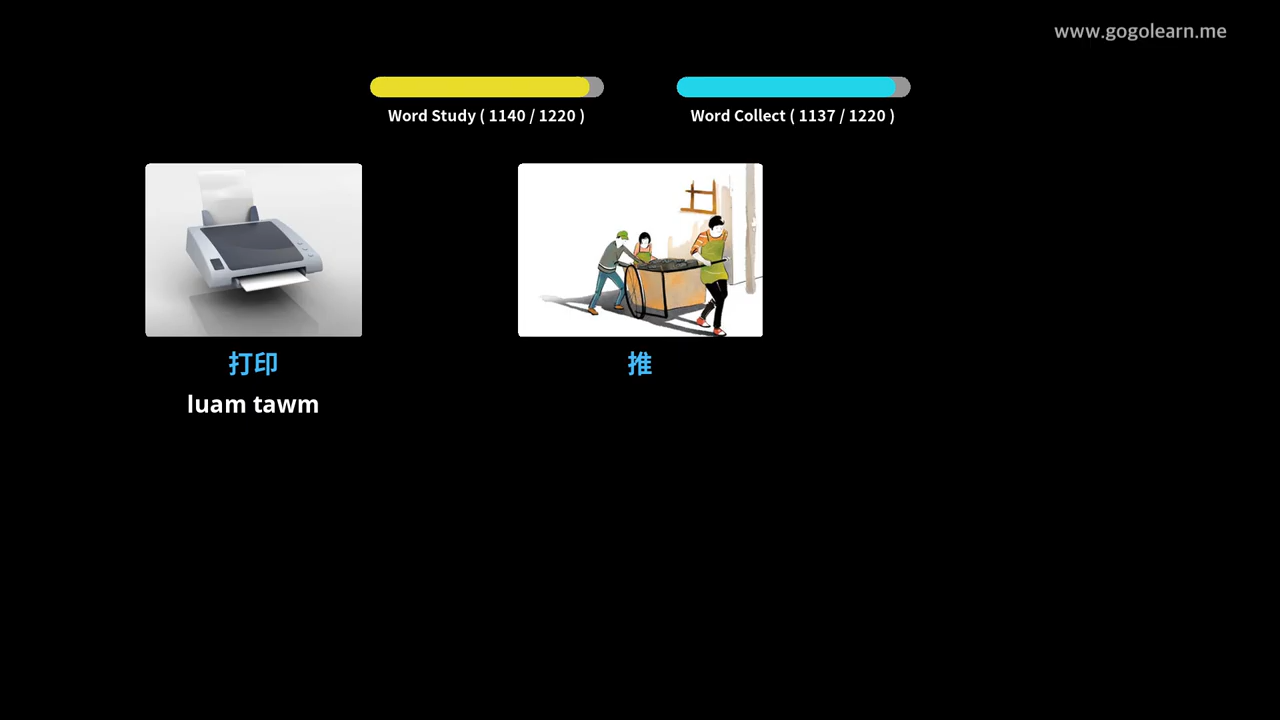 www.gogolearn.me
Word Study ( 1140 / 1220 )
Word Collect ( 1137 / 1220 )
打印
推
luam tawm